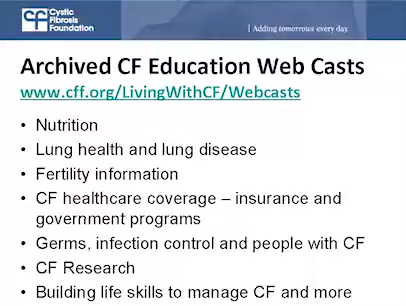 Cystic
Fibrosis
Foundation
Adding tomorrows every day.
Archived CF Education Web Casts
www.cff.org/LivingWithCF/Webcasts
• Nutrition
• Lung health and lung disease
• Fertility information
• CF healthcare coverage – insurance and
government programs
• Germs, infection control and people with CF
• CF Research
• Building life skills to manage CF and more